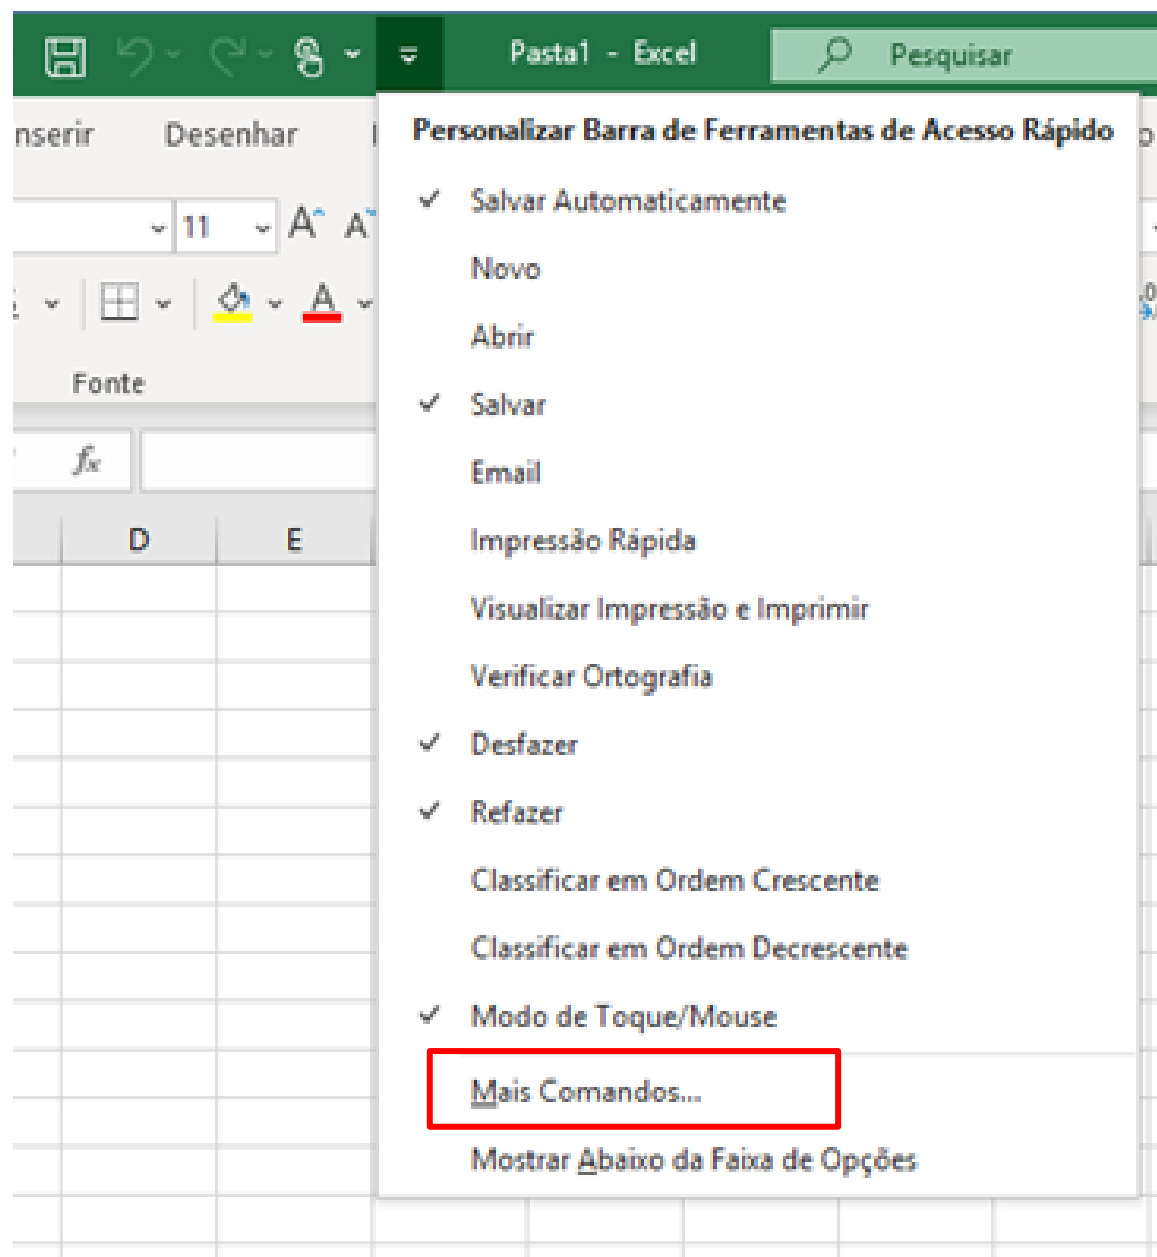 Pasta1 - Excel
Pesquisar
nserir
Desenhar
Personalizar Barra de Ferramentas de Acesso Rápido
Salvar Automaticamente
11
Novo
Abrir
Fonte
Salvar
fx
Email
D
E
Impressão Rápida
Visualizar Impressão e Imprimir
Verificar Ortografia
Desfazer
Refazer
Classificar em Ordem Crescente
Classificar em Ordem Decrescente
Modo de Toque/Mouse
Mais Comandos...
Mostrar Abaixo da Faixa de Opções